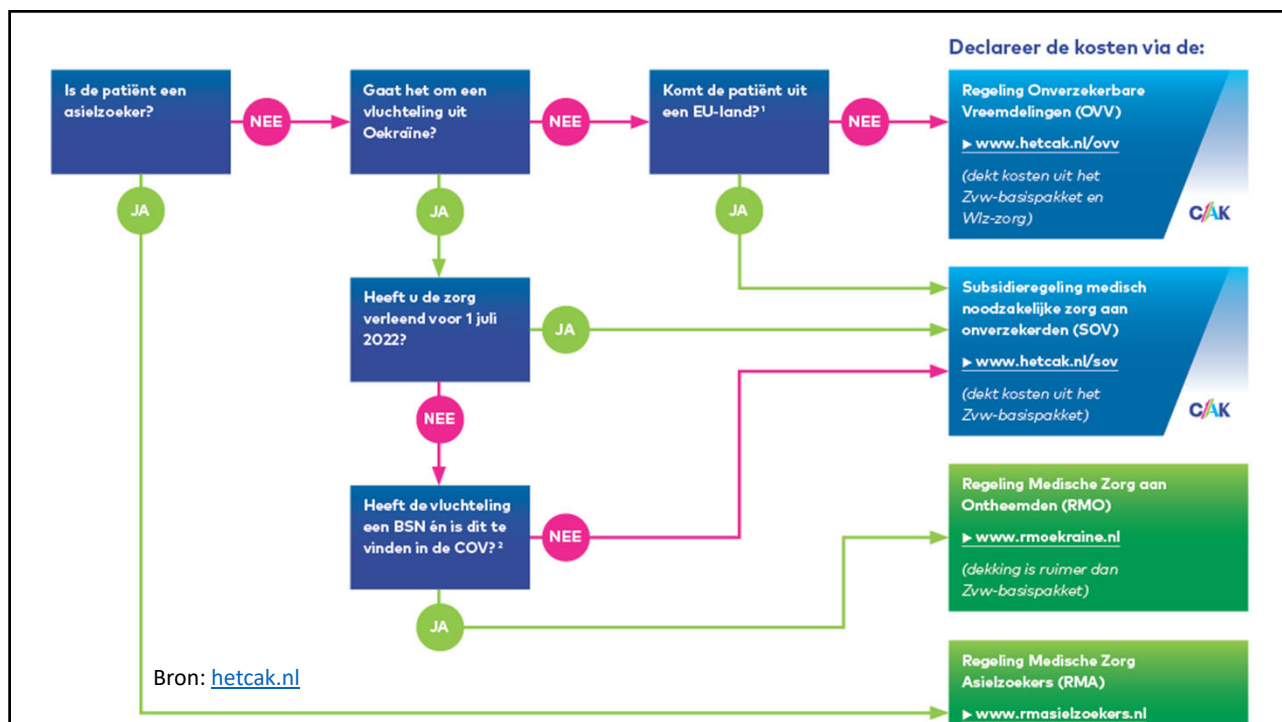 Declareer de kosten via de:
Is de patiënt een
asielzoeker?
NEE
Gaat het om een
vluchteling uit
Oekraïne?
NEE
Komt de patiënt uit
een EU-land?¹
NEE
Regeling Onverzekerbare
Vreemdelingen (OVV)
▶ www.hetcak.nl/ovv
(dekt kosten uit het
Zvw-basispakket en
Wlz-zorg)
CAK
JA
JA
JA
Heeft u de zorg
verleend voor 1 juli
2022?
JA
Subsidieregeling medisch
noodzakelijke zorg aan
onverzekerden (SOV)
▶ www.hetcak.nl/sov
(dekt kosten uit het
Zvw-basispakket)
CAK
NEE
Heeft de vluchteling
een BSN én is dit te
vinden in de COV?²
NEE
Regeling Medische Zorg aan
Ontheemden (RMO)
▶ www.rmoekraine.nl
(dekking is ruimer dan
Zvw-basispakket)
JA
Bron: hetcak.nl
Regeling Medische Zorg
Asielzoekers (RMA)
▶ www.rmasielzoekers.nl